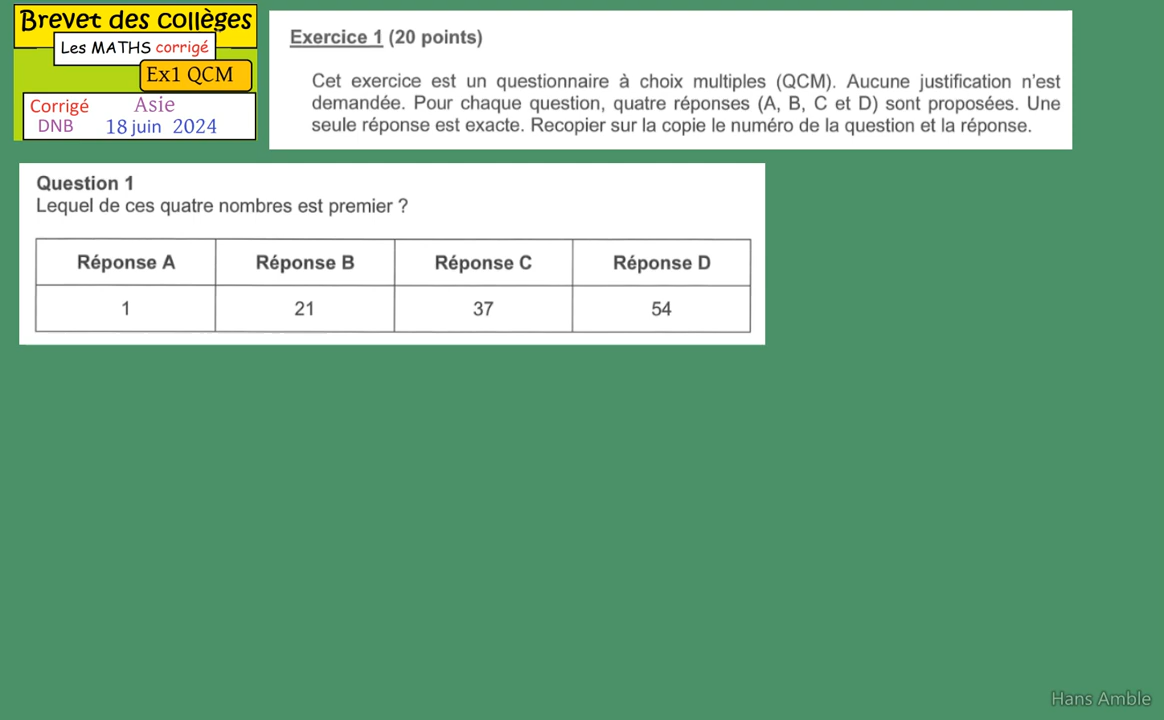 Brevet des collèges
Les MATHS corrigé
Ex1 QCM
Corrigé Asie
DNB 18 juin 2024
Exercice 1 (20 points)
Cet exercice est un questionnaire à choix multiples (QCM). Aucune justification n'est
demandée. Pour chaque question, quatre réponses (A, B, C et D) sont proposées. Une
seule réponse est exacte. Recopier sur la copie le numéro de la question et la réponse.
Question 1
Lequel de ces quatre nombres est premier ?
Réponse A Réponse B Réponse C Réponse D
1 21 37 54
Hans Amble